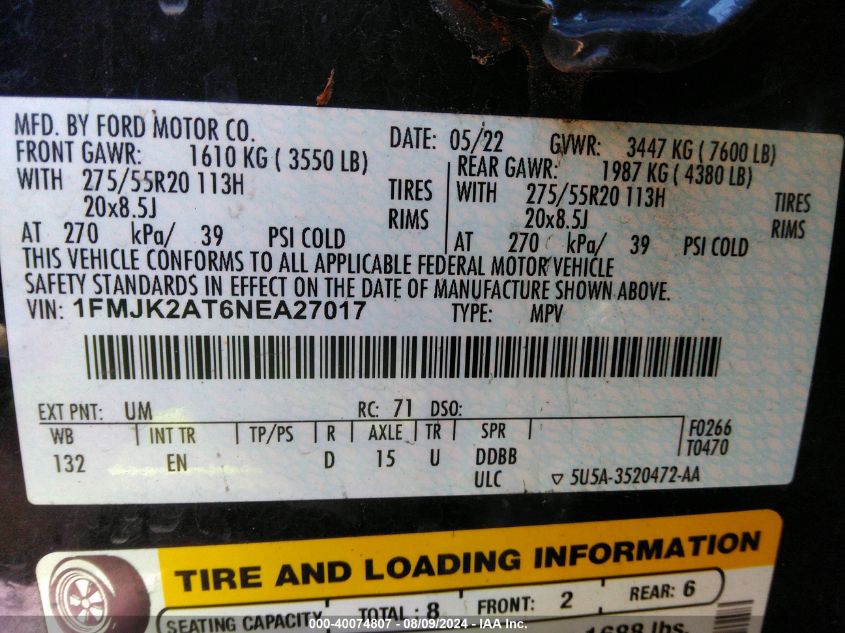 MFD. BY FORD MOTOR CO. DATE: 05/22 GVWR: 3447 KG ( 7600 LB)
FRONT GAWR: 1610 KG ( 3550 LB) REAR GAWR: 1987 KG ( 4380 LB)
WITH 275/55R20 113H TIRES WITH 275/55R20 113H TIRES
20x8.5J RIMS 20x8.5J RIMS
AT 270 kPa/ 39 PSI COLD AT 270 kPa/ 39 PSI COLD
THIS VEHICLE CONFORMS TO ALL APPLICABLE FEDERAL MOTOR VEHICLE
SAFETY STANDARDS IN EFFECT ON THE DATE OF MANUFACTURE SHOWN ABOVE.
VIN: 1FMJK2AT6NEA27017 TYPE: MPV
EXT PNT: UM RC: 71 DSO:
WB INT TR TP/PS R AXLE TR SPR F0266
132 EN D 15 U DDBB T0470
ULC ▽ 5U5A-3520472-AA
TIRE AND LOADING INFORMATION
SEATING CAPACITY TOTAL : 8 FRONT: 2 REAR: 6
000-40074807 - 08/09/2024 - IAA Inc.